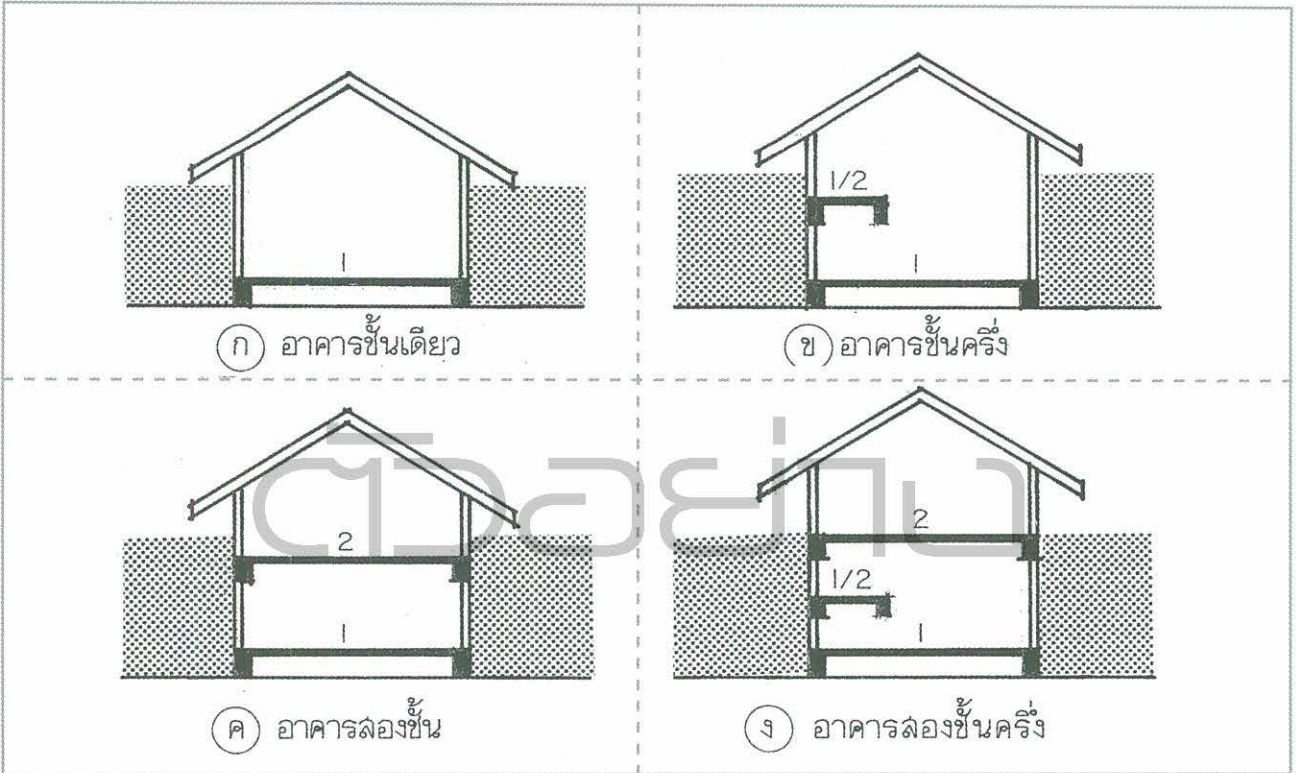 1
ก อาคารชั้นเดียว
1/2
1
ข อาคารชั้นครึ่ง
2
1
ค อาคารสองชั้น
2
1/2
1
ง อาคารสองชั้นครึ่ง
ตัวอย่าง